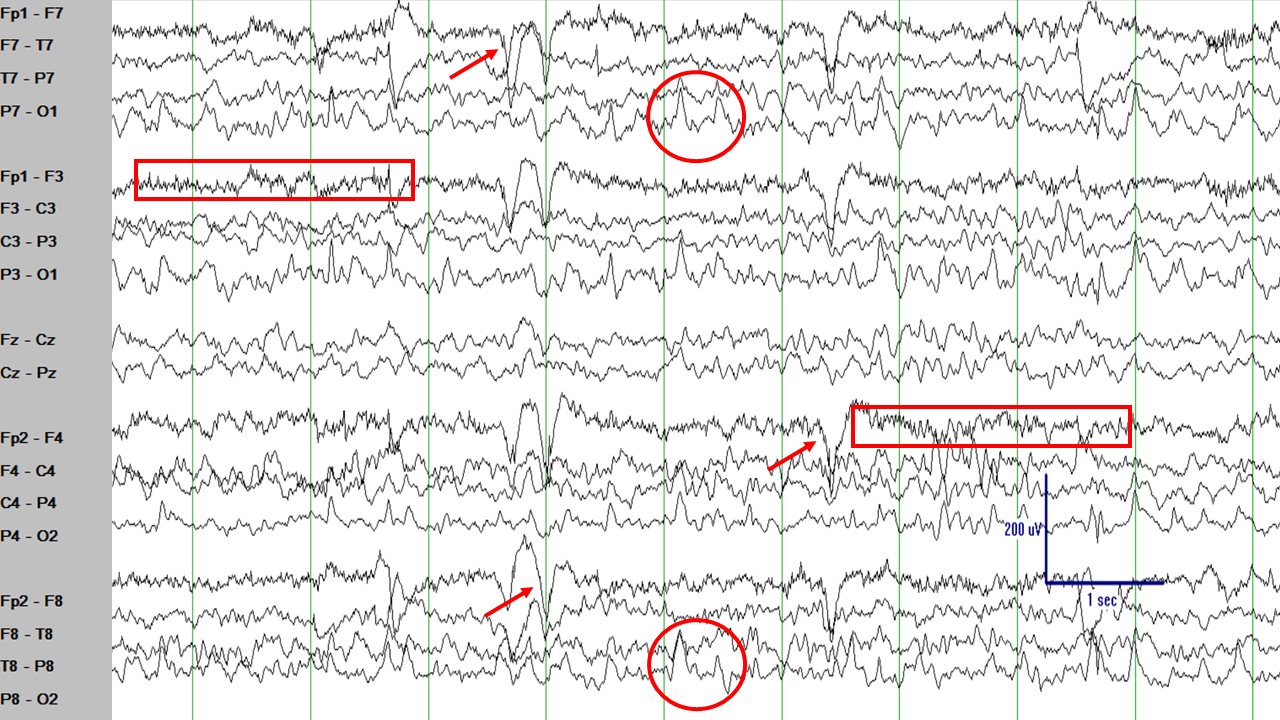 Fp1 - F7
F7 - T7
T7 - P7
P7 - O1
Fp1 - F3
F3 - C3
C3 - P3
P3 - O1
Fz - Cz
Cz - Pz
Fp2 - F4
F4 - C4
C4 - P4
P4 - O2
Fp2 - F8
F8 - T8
T8 - P8
P8 - O2
200 uV
1 sec